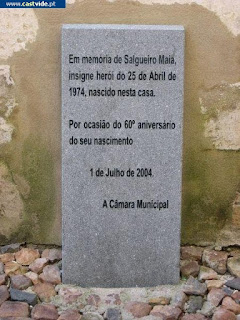 www.castvide.pt
Em memória de Salgueiro Maia,
insigne herói do 25 de Abril de
1974, nascido nesta casa.
Por ocasião do 60º aniversário
do seu nascimento
1 de Julho de 2004.
A Câmara Municipal